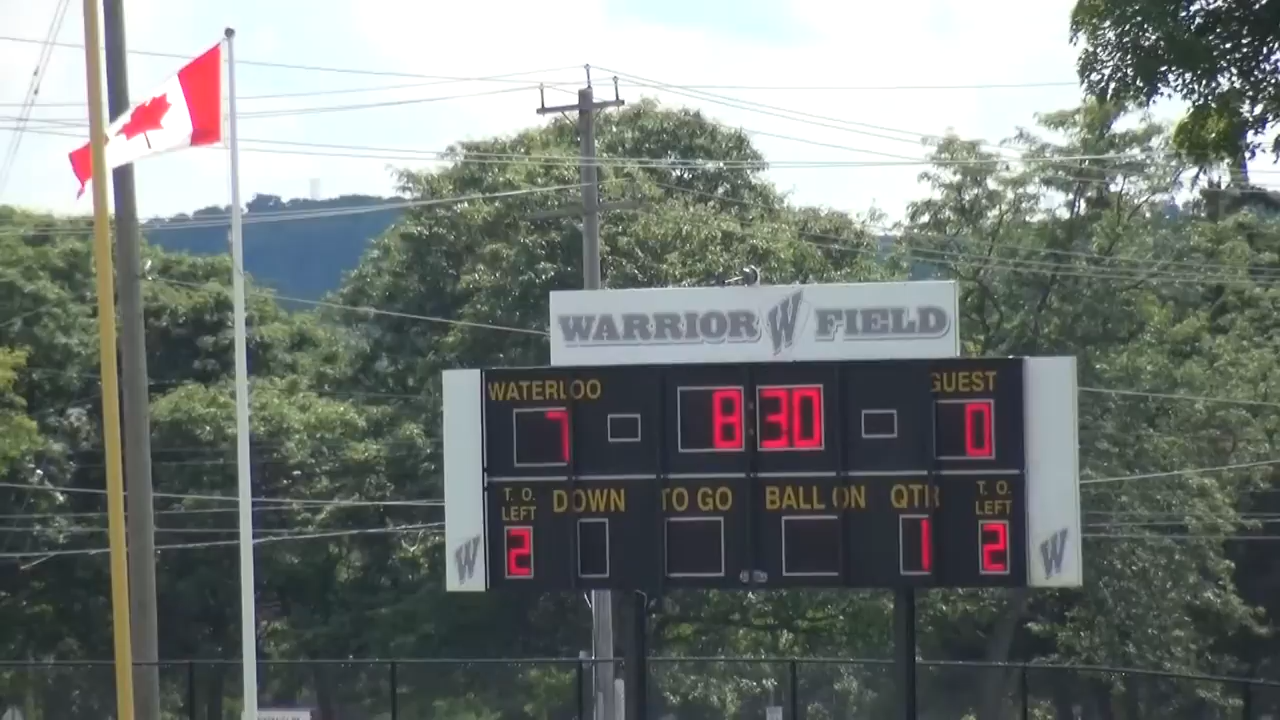 WARRIOR W FIELD
WATERLOO GUEST
7 8:30 0
T. O. LEFT DOWN TO GO BALL ON QTR T. O. LEFT
2 1 2
W W